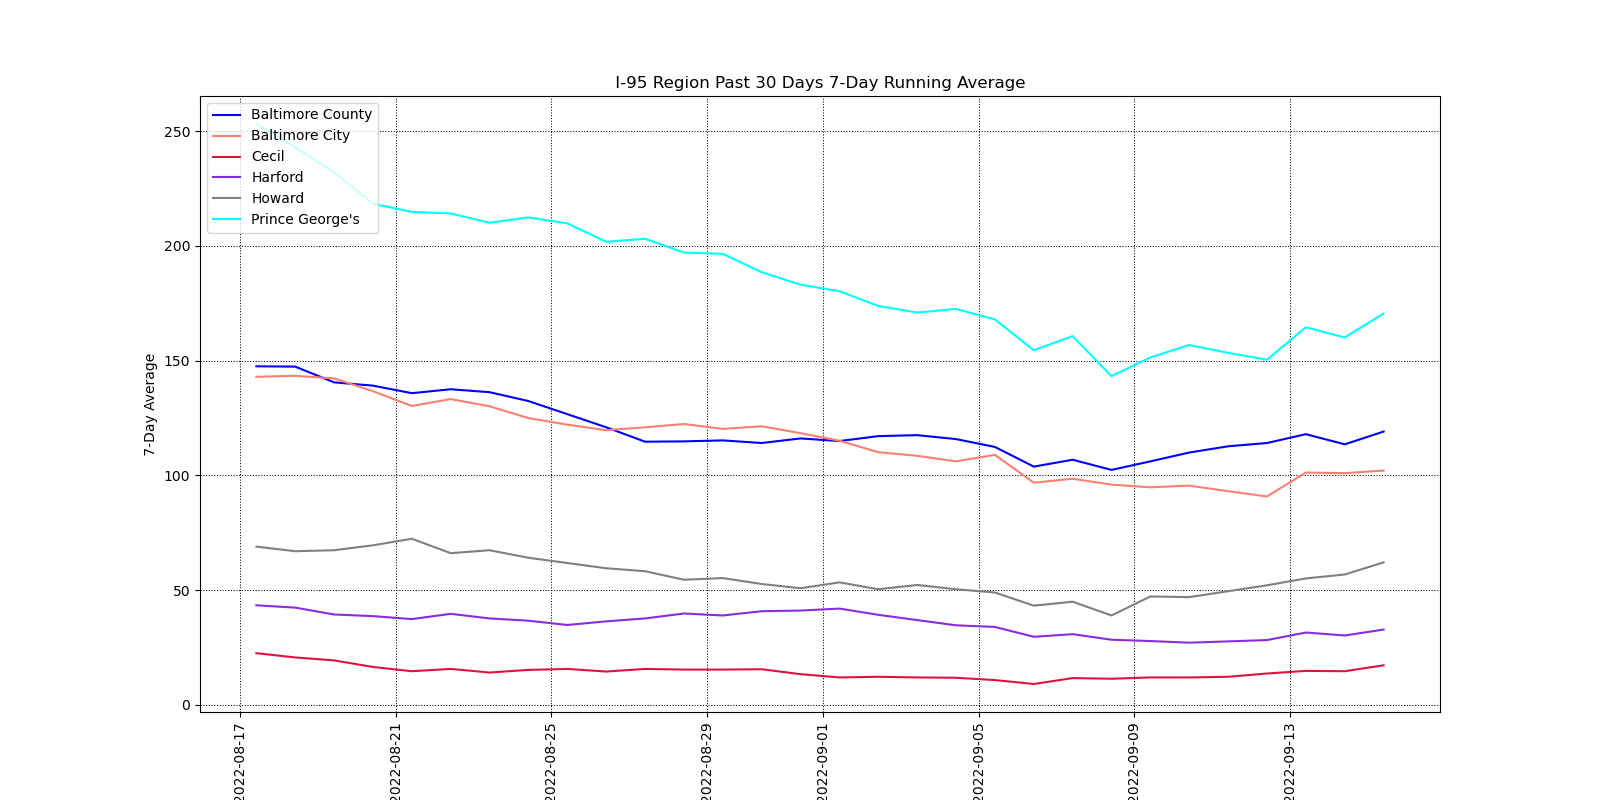 I-95 Region Past 30 Days 7-Day Running Average
Baltimore County
Baltimore City
Cecil
Harford
Howard
Prince George's
7-Day Average
250
200
150
100
50
0
2022-08-17
2022-08-21
2022-08-25
2022-08-29
2022-09-01
2022-09-05
2022-09-09
2022-09-13